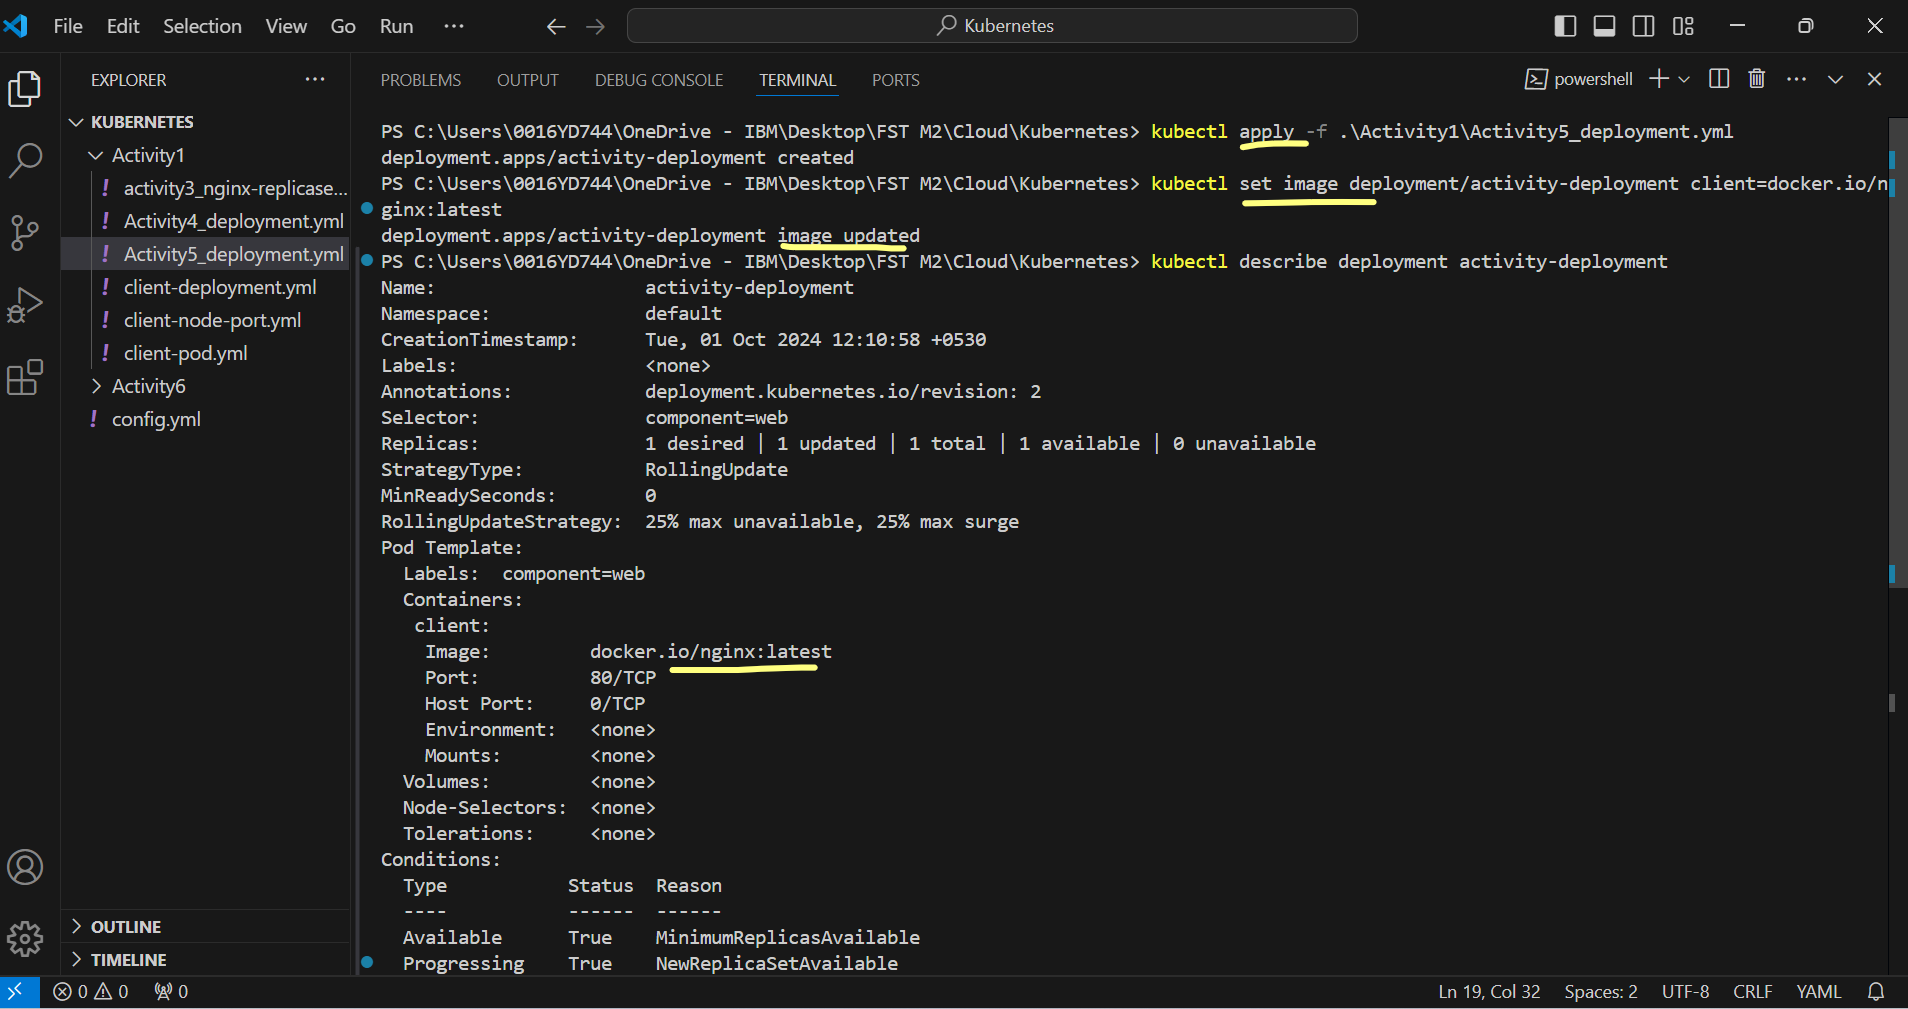 File Edit Selection View Go Run ··· Kubernetes
EXPLORER ···
KUBERNETES
Activity1
! activity3_nginx-replicase...
! Activity4_deployment.yml
! Activity5_deployment.yml
! client-deployment.yml
! client-node-port.yml
! client-pod.yml
Activity6
! config.yml
OUTLINE
TIMELINE
PROBLEMS OUTPUT DEBUG CONSOLE TERMINAL PORTS powershell
PS C:\Users\0016YD744\OneDrive - IBM\Desktop\FST M2\Cloud\Kubernetes> kubectl apply -f .\Activity1\Activity5_deployment.yml
deployment.apps/activity-deployment created
PS C:\Users\0016YD744\OneDrive - IBM\Desktop\FST M2\Cloud\Kubernetes> kubectl set image deployment/activity-deployment client=docker.io/n
ginx:latest
deployment.apps/activity-deployment image updated
PS C:\Users\0016YD744\OneDrive - IBM\Desktop\FST M2\Cloud\Kubernetes> kubectl describe deployment activity-deployment
Name: activity-deployment
Namespace: default
CreationTimestamp: Tue, 01 Oct 2024 12:10:58 +0530
Labels: <none>
Annotations: deployment.kubernetes.io/revision: 2
Selector: component=web
Replicas: 1 desired | 1 updated | 1 total | 1 available | 0 unavailable
StrategyType: RollingUpdate
MinReadySeconds: 0
RollingUpdateStrategy: 25% max unavailable, 25% max surge
Pod Template:
Labels: component=web
Containers:
client:
Image: docker.io/nginx:latest
Port: 80/TCP
Host Port: 0/TCP
Environment: <none>
Mounts: <none>
Volumes: <none>
Node-Selectors: <none>
Tolerations: <none>
Conditions:
Type Status Reason
---- ------ ------
Available True MinimumReplicasAvailable
Progressing True NewReplicaSetAvailable
0 0 0 Ln 19, Col 32 Spaces: 2 UTF-8 CRLF YAML